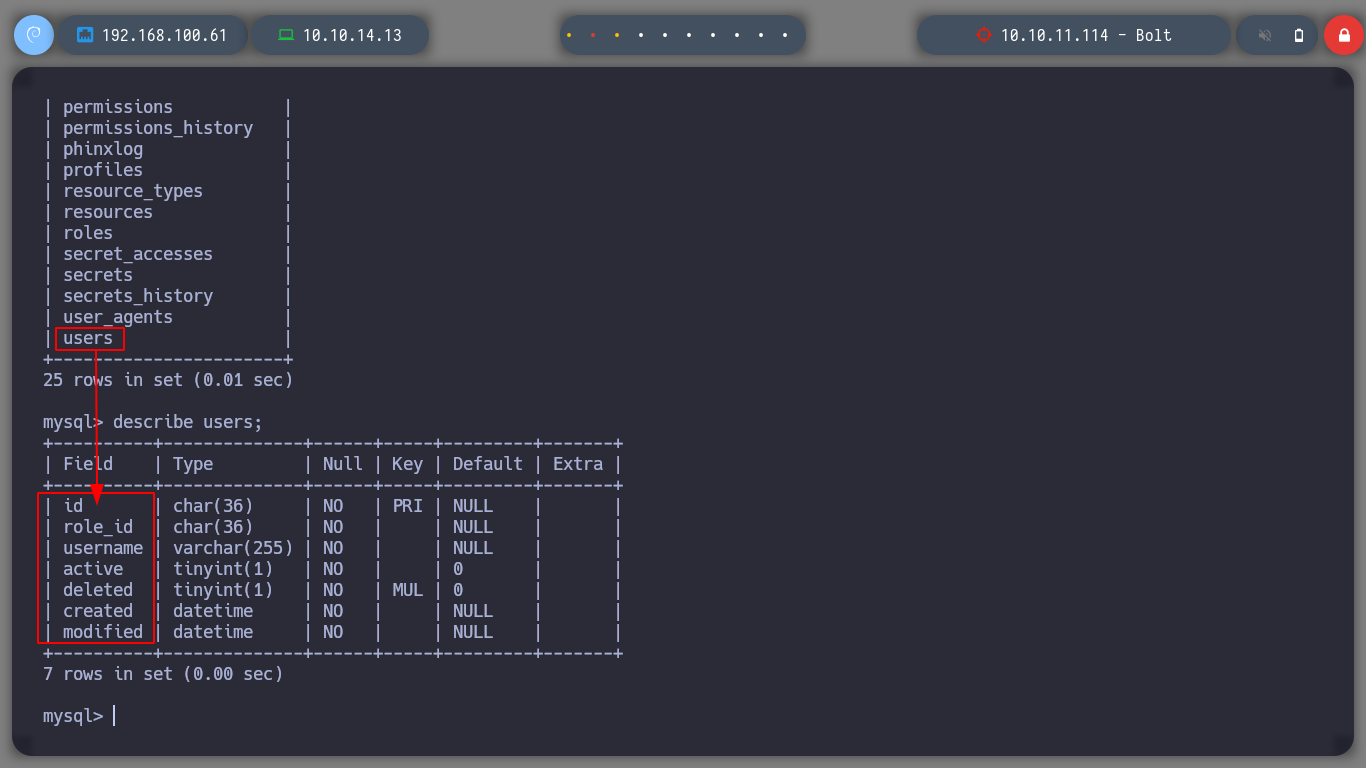 192.168.100.61 10.10.14.13 10.10.11.114 - Bolt
| permissions           |
| permissions_history   |
| phinxlog              |
| profiles              |
| resource_types        |
| resources             |
| roles                 |
| secret_accesses       |
| secrets               |
| secrets_history       |
| user_agents           |
| users                 |
+-----------------------+
25 rows in set (0.01 sec)
mysql> describe users;
+----------+--------------+------+-----+---------+-------+
| Field    | Type         | Null | Key | Default | Extra |
+----------+--------------+------+-----+---------+-------+
| id       | char(36)     | NO   | PRI | NULL    |       |
| role_id  | char(36)     | NO   |     | NULL    |       |
| username | varchar(255) | NO   |     | NULL    |       |
| active   | tinyint(1)   | NO   |     | 0       |       |
| deleted  | tinyint(1)   | NO   | MUL | 0       |       |
| created  | datetime     | NO   |     | NULL    |       |
| modified | datetime     | NO   |     | NULL    |       |
+----------+--------------+------+-----+---------+-------+
7 rows in set (0.00 sec)
mysql>